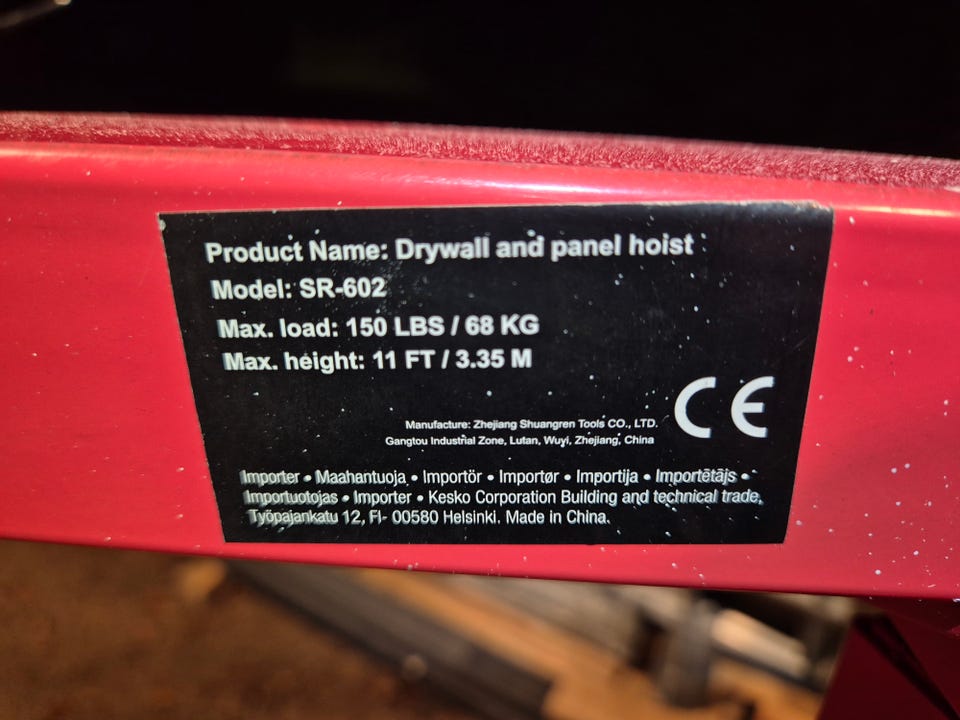 Product Name: Drywall and panel hoist
Model: SR-602
Max. load: 150 LBS / 68 KG
Max. height: 11 FT / 3.35 M
CE
Manufacture: Zhejiang Shuangren Tools CO., LTD.
Gangtou Industrial Zone, Lutan, Wuyi, Zhejiang, China
Importer • Maahantuoja • Importör • Importør • Importija • Importētājs •
Importuotojas • Importer • Kesko Corporation Building and technical trade,
Työpajankatu 12, FI- 00580 Helsinki. Made in China.